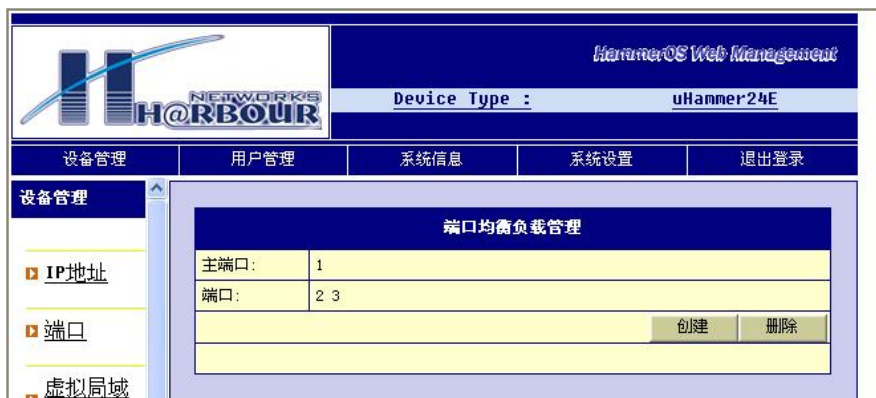 HammerOS Web Management
NETWORKS
H@RBOUR
Device Type : uHammer24E
设备管理 用户管理 系统信息 系统设置 退出登录
设备管理
端口均衡负载管理
IP地址
主端口: 1
端口: 2 3
端口
创建 删除
虚拟局域